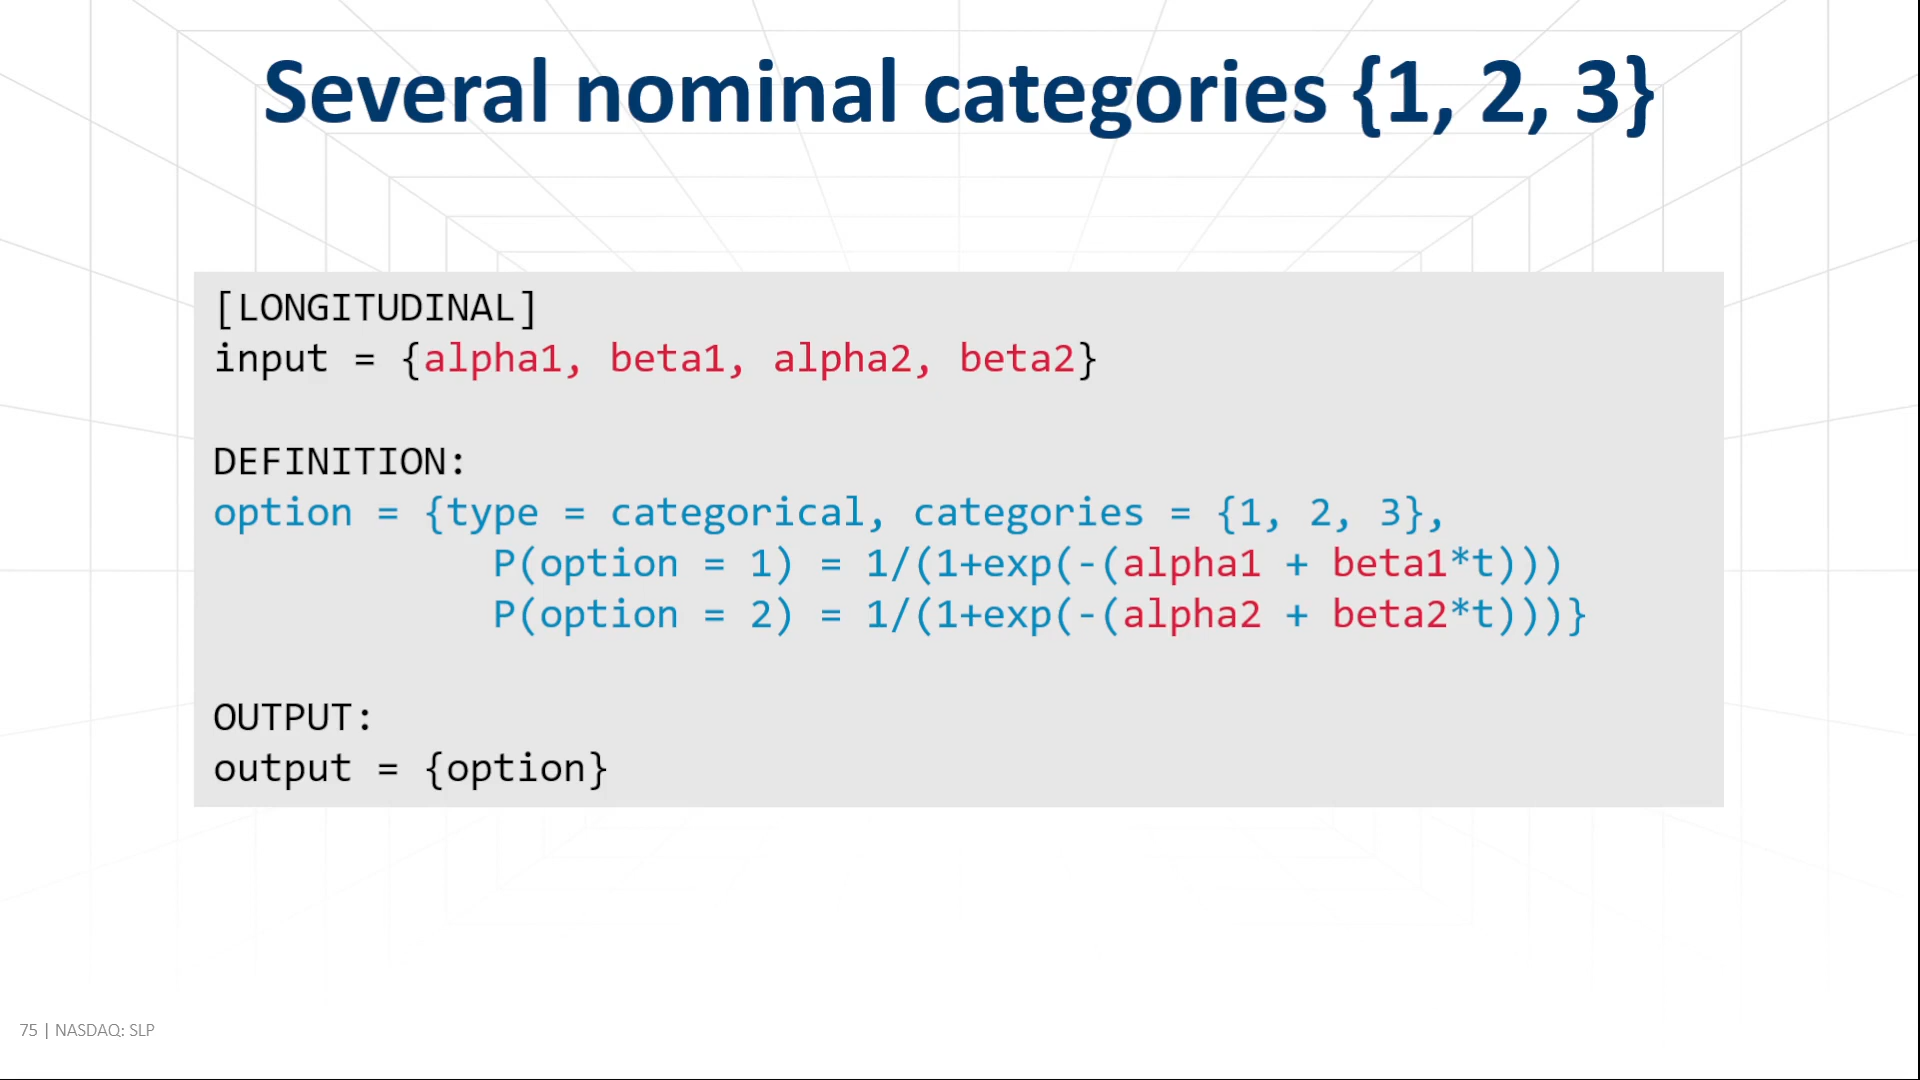 Several nominal categories {1, 2, 3}
[LONGITUDINAL]
input = {alpha1, beta1, alpha2, beta2}
DEFINITION:
option = {type = categorical, categories = {1, 2, 3},
P(option = 1) = 1/(1+exp(-(alpha1 + beta1*t)))
P(option = 2) = 1/(1+exp(-(alpha2 + beta2*t)))}
OUTPUT:
output = {option}
75 | NASDAQ: SLP